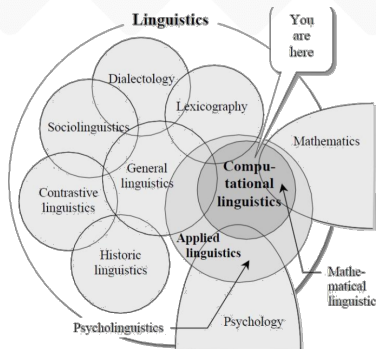 Linguistics
You
are
here
Dialectology
Lexicography
Sociolinguistics
Mathematics
General
linguistics
Compu-
tational
linguistics
Contrastive
linguistics
Applied
linguistics
Historic
linguistics
Mathe-
matical
linguistic
Psycholinguistics
Psychology